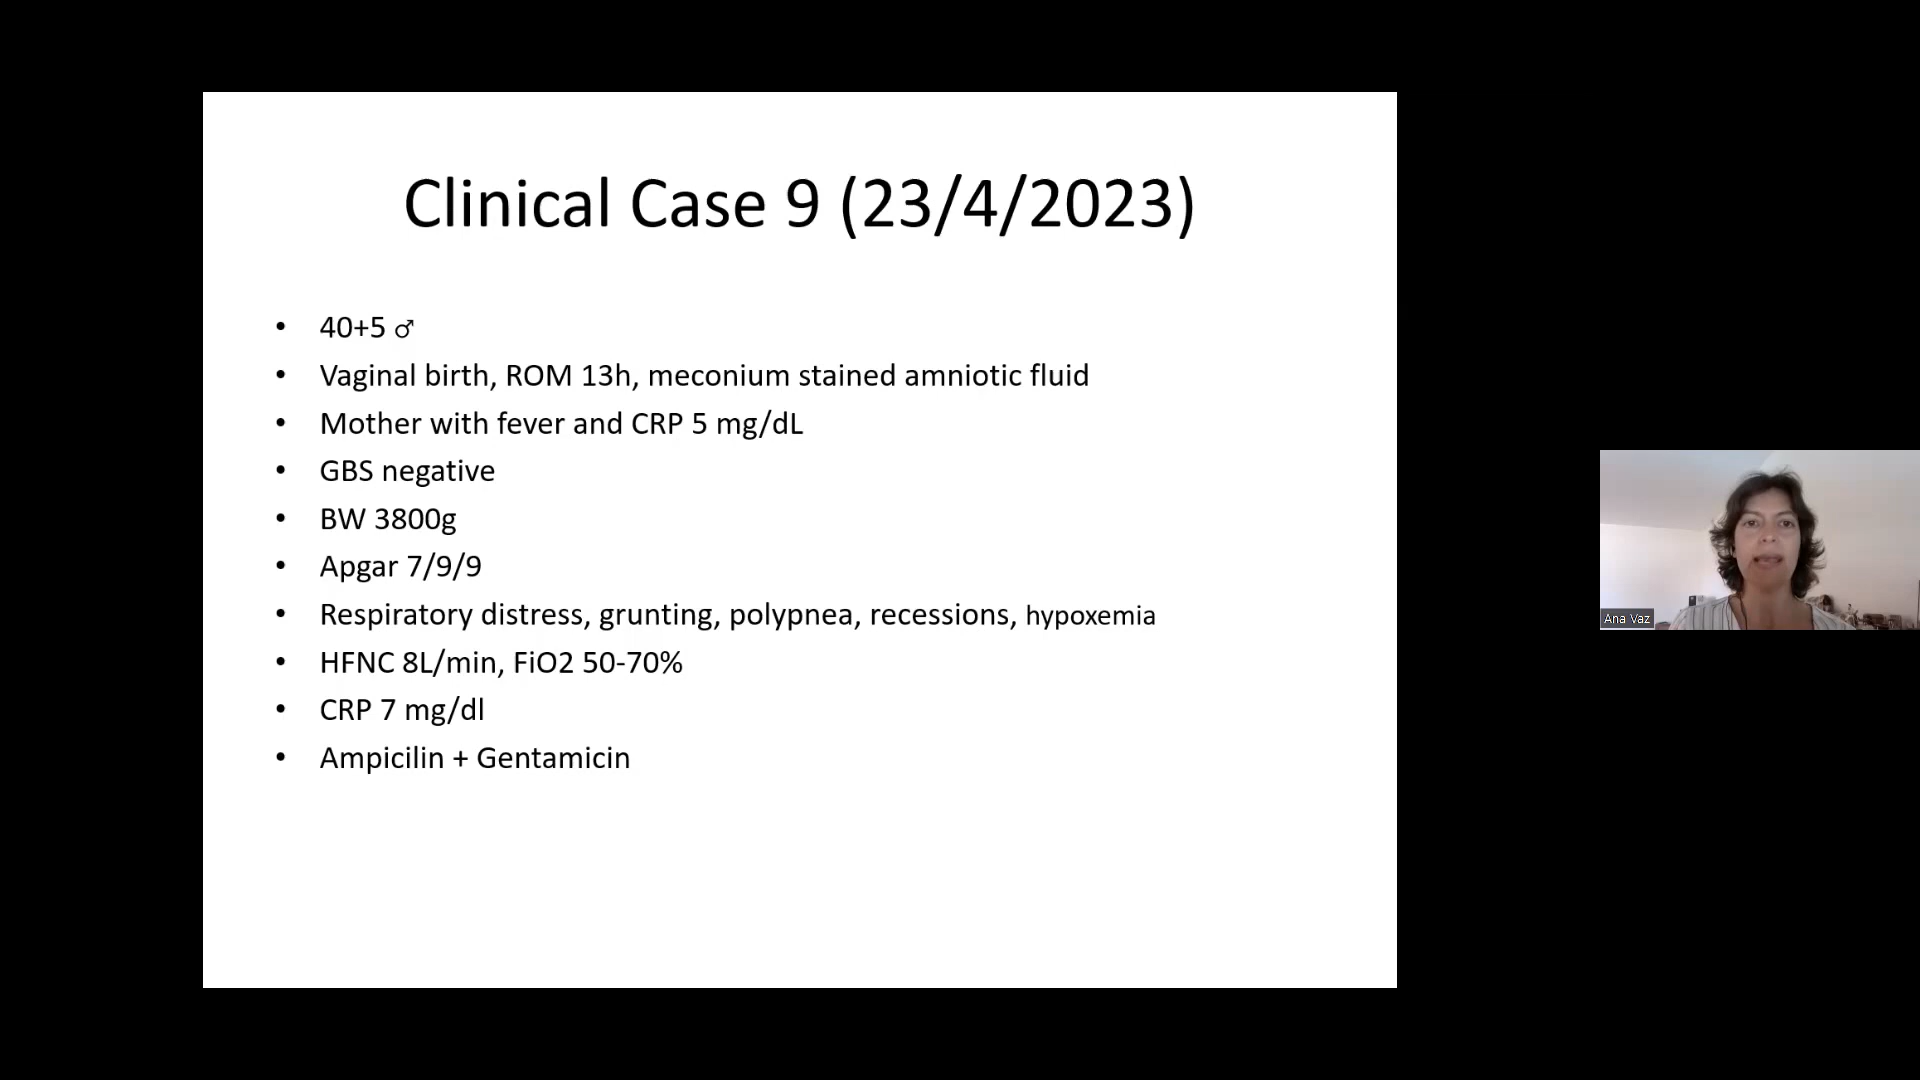 Clinical Case 9 (23/4/2023)
• 40+5 ♂
• Vaginal birth, ROM 13h, meconium stained amniotic fluid
• Mother with fever and CRP 5 mg/dL
• GBS negative
• BW 3800g
• Apgar 7/9/9
• Respiratory distress, grunting, polypnea, recessions, hypoxemia
• HFNC 8L/min, FiO2 50-70%
• CRP 7 mg/dl
• Ampicilin + Gentamicin
Ana Vaz